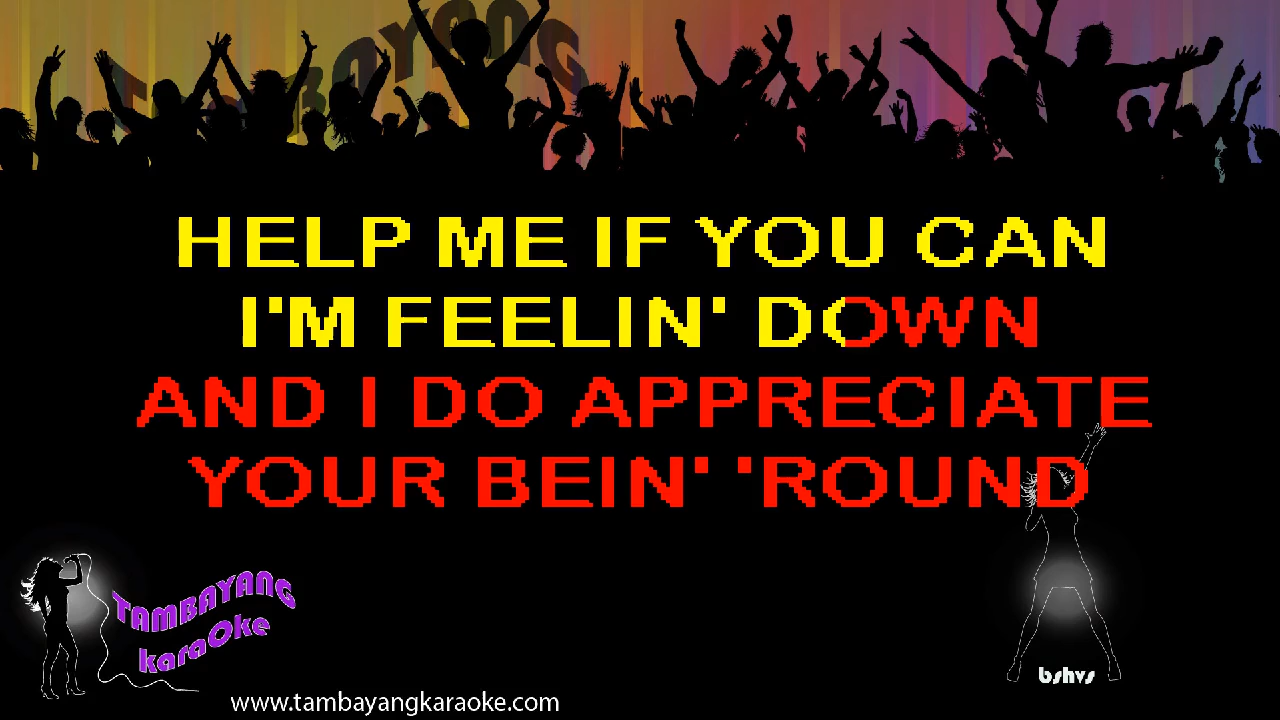 TAMBAYANG
HELP ME IF YOU CAN
I'M FEELIN' DOWN
AND I DO APPRECIATE
YOUR BEIN' 'ROUND
TAMBAYANG
karaOke
bshvs
www.tambayangkaraoke.com